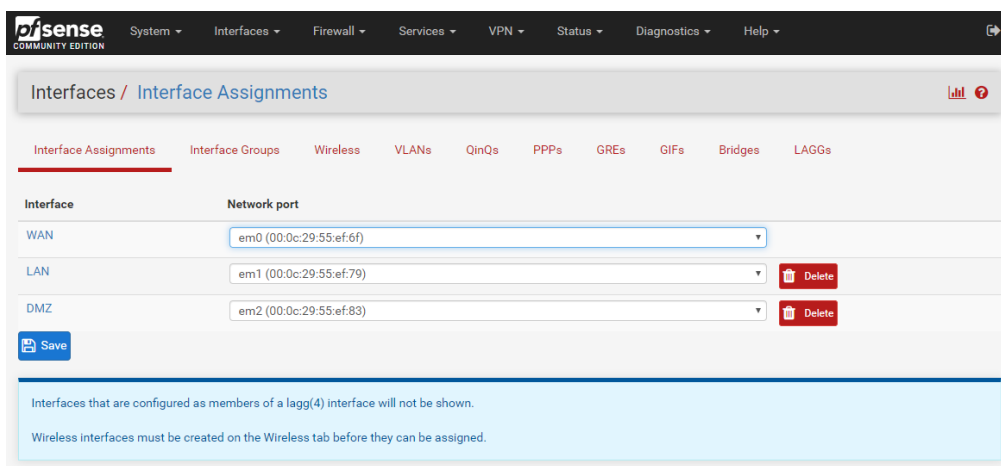 pfsense System Interfaces Firewall Services VPN Status Diagnostics Help
COMMUNITY EDITION
Interfaces / Interface Assignments
Interface Assignments Interface Groups Wireless VLANs QinQs PPPs GREs GIFs Bridges LAGGs
Interface Network port
WAN em0 (00:0c:29:55:ef:6f)
LAN em1 (00:0c:29:55:ef:79) Delete
DMZ em2 (00:0c:29:55:ef:83) Delete
Save
Interfaces that are configured as members of a lagg(4) interface will not be shown.
Wireless interfaces must be created on the Wireless tab before they can be assigned.